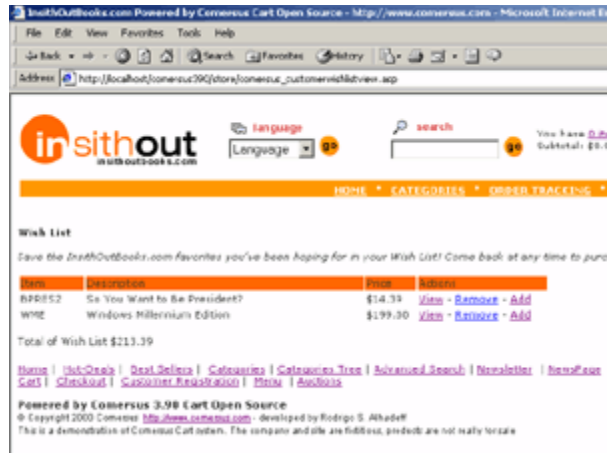 InsithOutBooks.com Powered by Comersus Cart Open Source - http://www.comersus.com - Microsoft Internet E
File Edit View Favorites Tools Help
Back Search Favorites History
Address http://localhost/comersus390/store/comersus_customerwishlistview.asp
language search
insithout You have 0 
Language go go Subtotal: $0.
insithoutbooks.com
HOME * CATEGORIES * ORDER TRACKING *
Wish List
Save the InsithOutBooks.com favorites you've been hoping for in your Wish List! Come back at any time to purc
Item Description Price Actions
BPRES2 So You Want to Be President? $14.39 View - Remove - Add
WME Windows Millennium Edition $199.00 View - Remove - Add
Total of Wish List $213.39
Home | Hot-Deals | Best Sellers | Categories | Categories Tree | Advanced Search | Newsletter | NewsPage
Cart | Checkout | Customer Registration | Menu | Auctions
Powered by Comersus 3.90 Cart Open Source
© Copyright 2000 Comersus http://www.comersus.com - developed by Rodrigo S. Alhadeff
This is a demonstration of Comersus Cart system. The company and site are fictitious, products are not really for sale